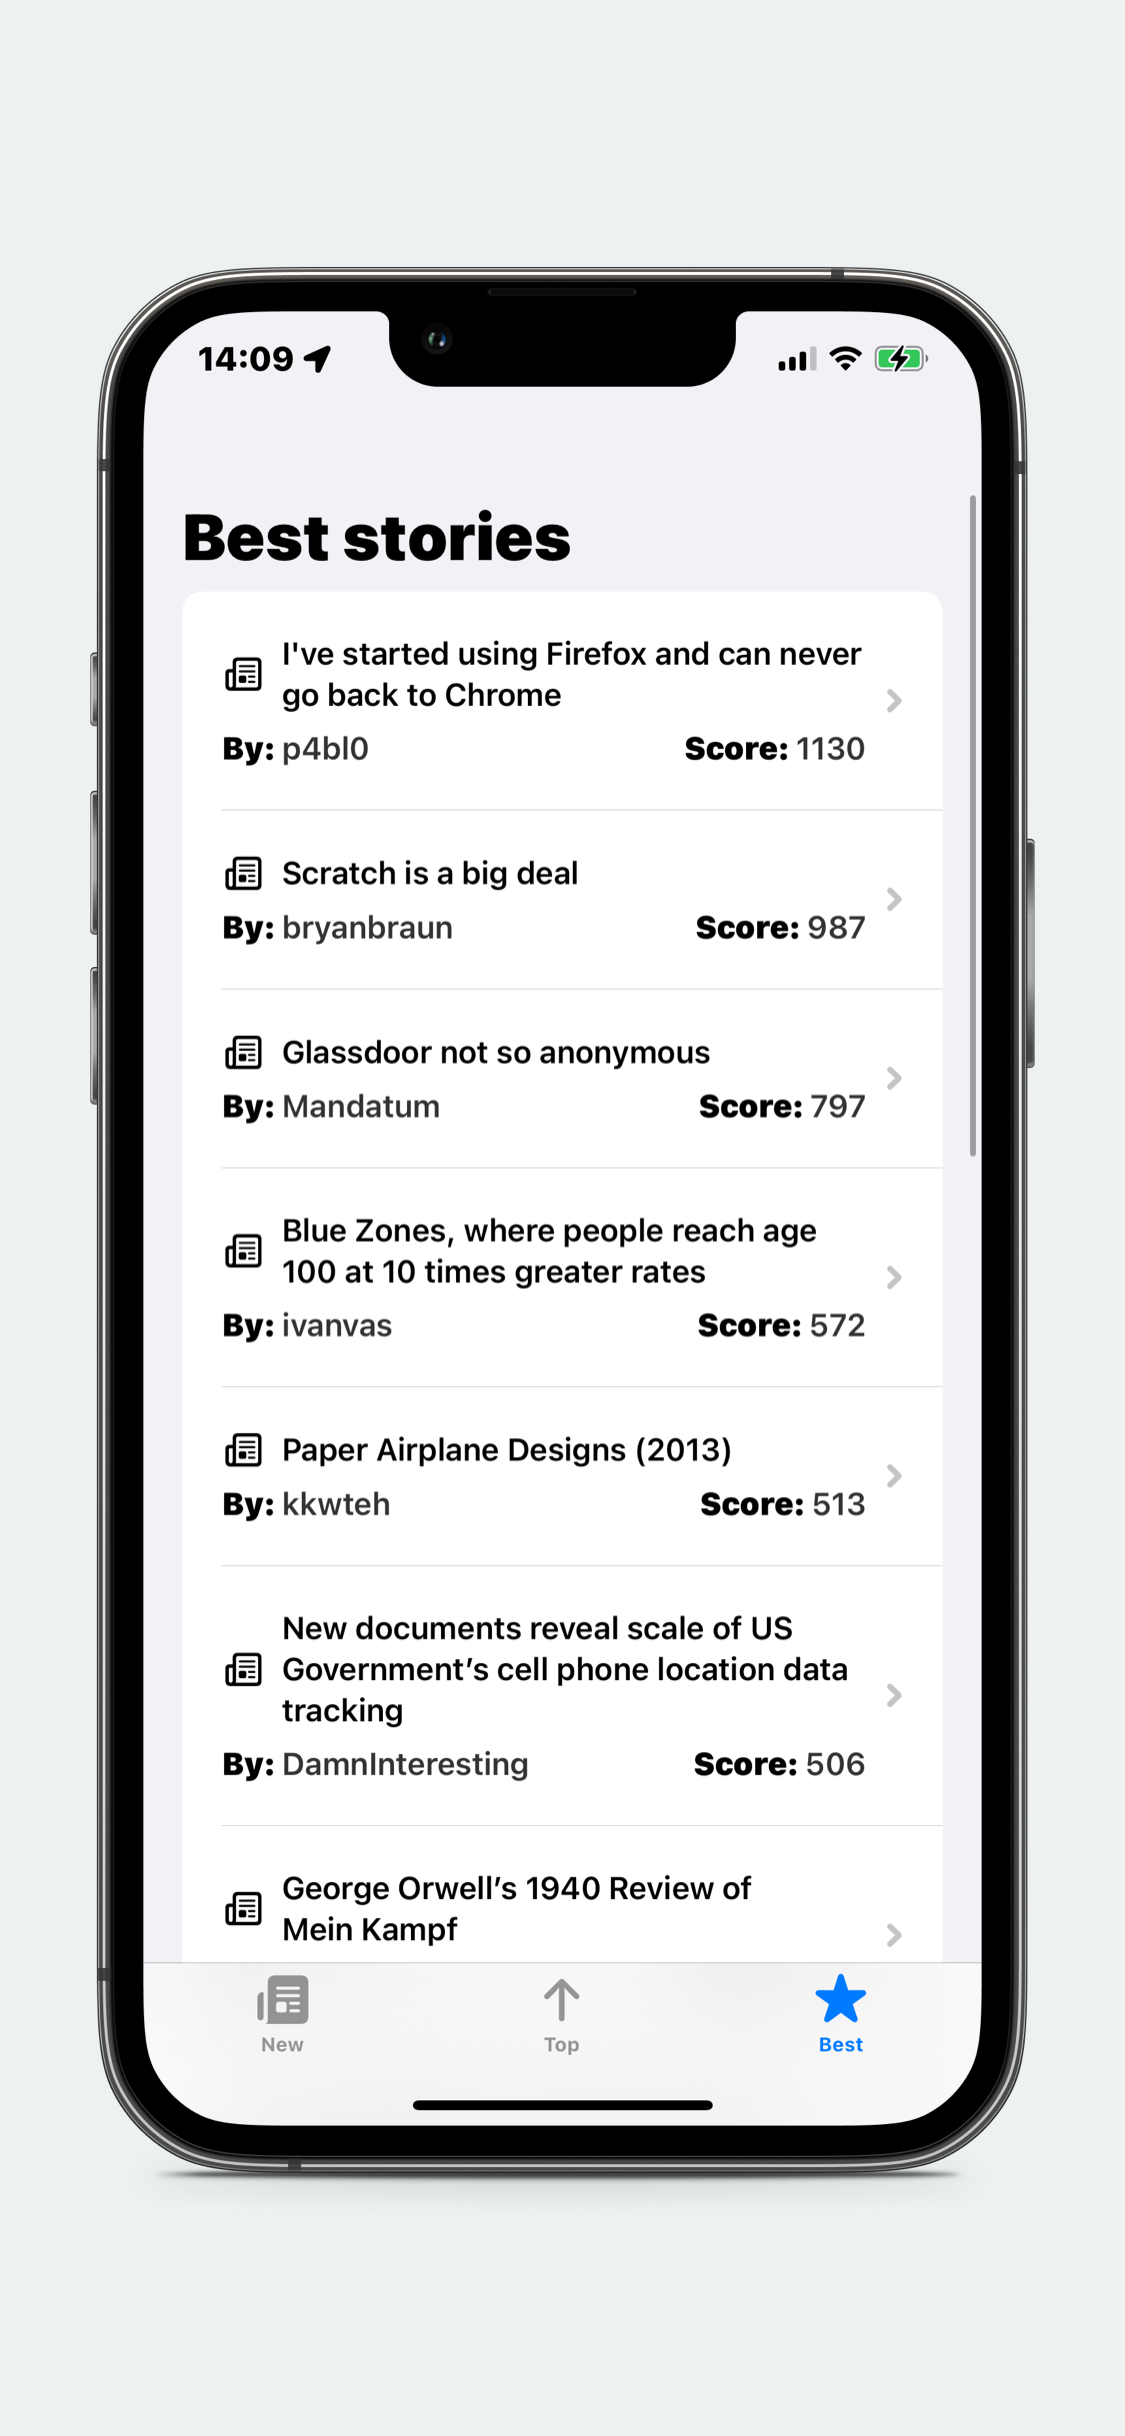 14:09
Best stories
I've started using Firefox and can never
go back to Chrome
By: p4bl0 Score: 1130
Scratch is a big deal
By: bryanbraun Score: 987
Glassdoor not so anonymous
By: Mandatum Score: 797
Blue Zones, where people reach age
100 at 10 times greater rates
By: ivanvas Score: 572
Paper Airplane Designs (2013)
By: kkwteh Score: 513
New documents reveal scale of US
Government’s cell phone location data
tracking
By: DamnInteresting Score: 506
George Orwell’s 1940 Review of
Mein Kampf
New Top Best